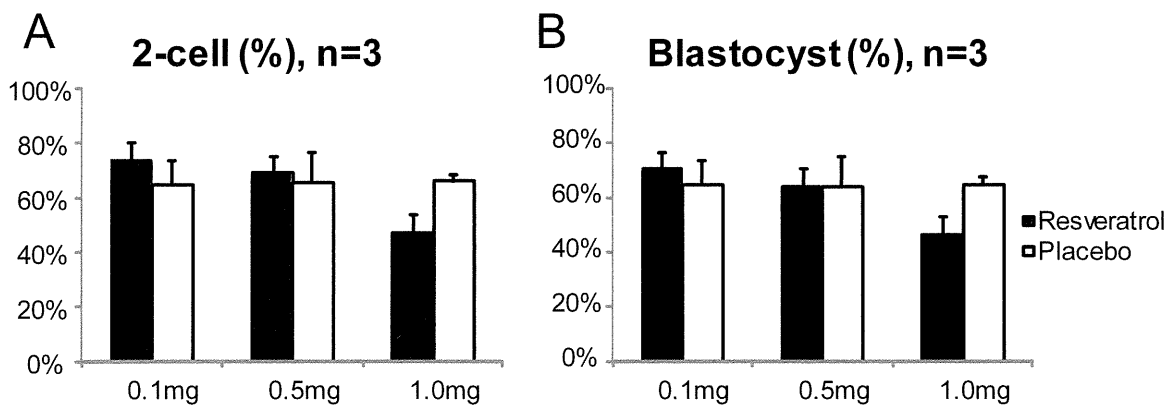 A
2-cell (%), n=3
100%
80%
60%
40%
20%
0%
0.1mg 0.5mg 1.0mg
B
Blastocyst (%), n=3
100%
80%
60%
40%
20%
0%
0.1mg 0.5mg 1.0mg
Resveratrol
Placebo